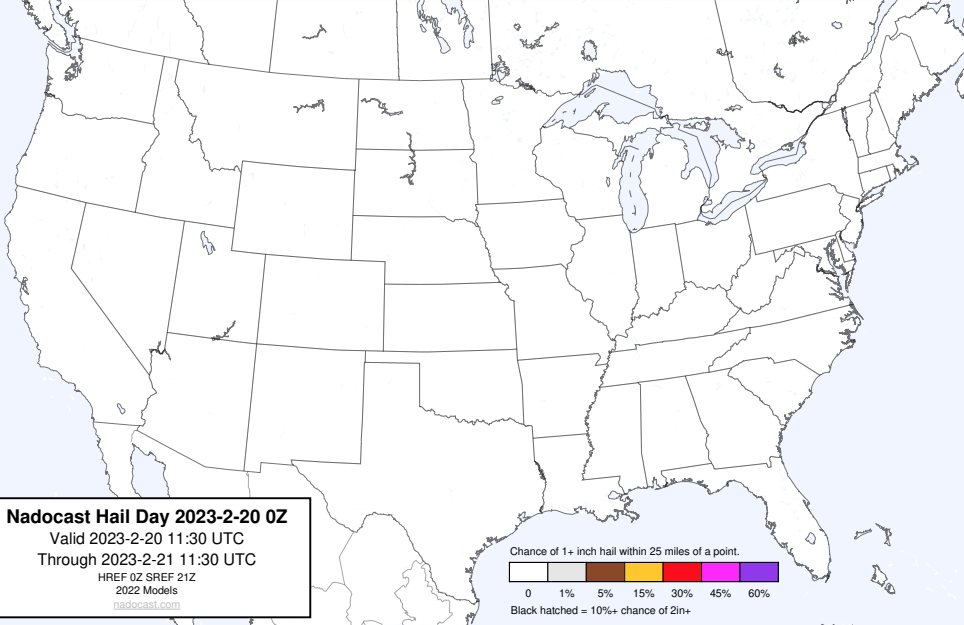 Nadocast Hail Day 2023-2-20 0Z
Valid 2023-2-20 11:30 UTC
Through 2023-2-21 11:30 UTC
HREF 0Z SREF 21Z
2022 Models
nadocast.com
Chance of 1+ inch hail within 25 miles of a point.
0 1% 5% 15% 30% 45% 60%
Black hatched = 10%+ chance of 2in+